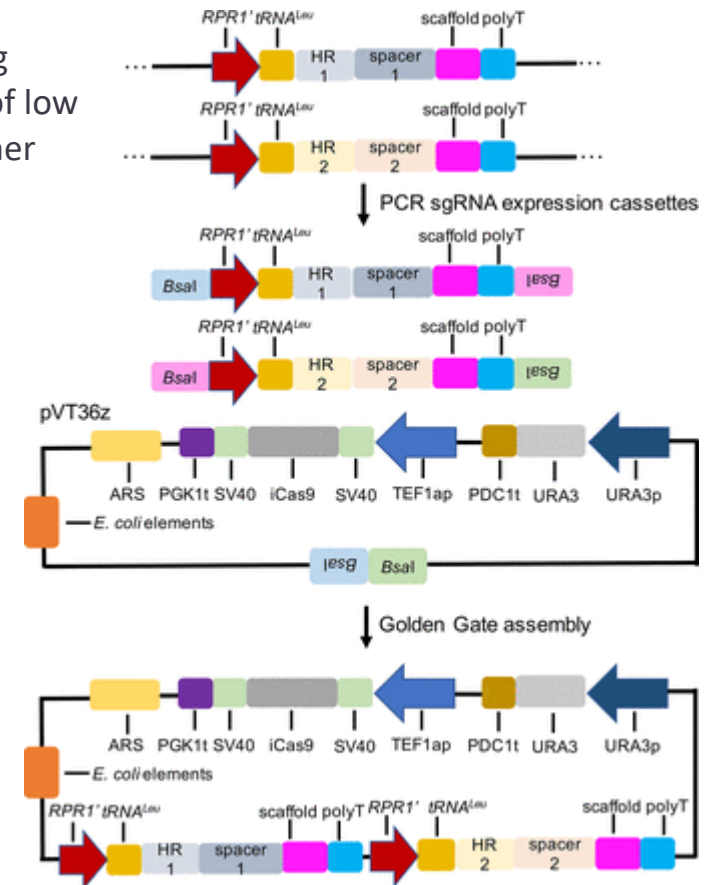 RPR1' tRNALeu scaffold polyT
g
of low
ner
... HR 1 spacer 1 ...
RPR1' tRNALeu scaffold polyT
... HR 2 spacer 2 ...
PCR sgRNA expression cassettes
RPR1' tRNALeu scaffold polyT
BsaI HR 1 spacer 1 BsaI
RPR1' tRNALeu scaffold polyT
BsaI HR 2 spacer 2 BsaI
pVT36z
ARS PGK1t SV40 iCas9 SV40 TEF1ap PDC1t URA3 URA3p
E. coli elements
BsaI BsaI
Golden Gate assembly
ARS PGK1t SV40 iCas9 SV40 TEF1ap PDC1t URA3 URA3p
E. coli elements
RPR1' tRNALeu scaffold polyT RPR1' tRNALeu scaffold polyT
HR 1 spacer 1 HR 2 spacer 2